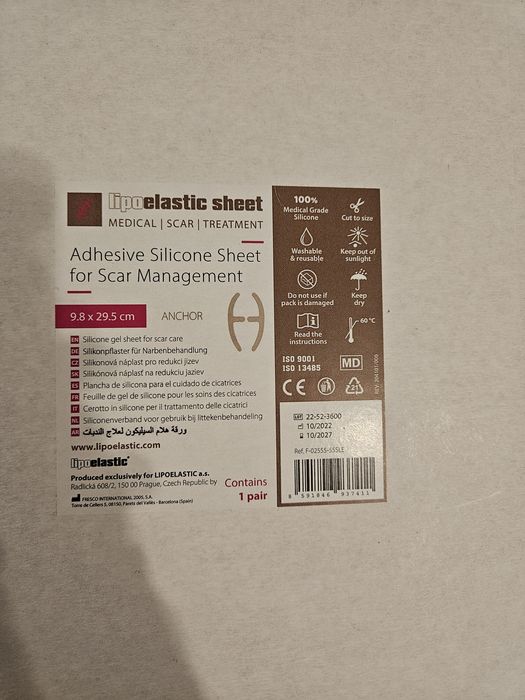 lipoelastic sheet
MEDICAL | SCAR | TREATMENT
Adhesive Silicone Sheet
for Scar Management
9.8 x 29.5 cm
ANCHOR
EN Silicone gel sheet for scar care
DE Silikonpflaster für Narbenbehandlung
CZ Silikonová náplast pro redukci jizev
SK Silikónová náplasť na redukciu jaziev
ES Plancha de silicona para el cuidado de cicatrices
FR Feuille de gel de silicone pour les soins des cicatrices
IT Cerotto in silicone per il trattamento delle cicatrici
NL Siliconenverband voor gebruik bij littekenbehandeling
AR ورقة هلام السيليكون لعلاج الندبات
www.lipoelastic.com
lipoelastic®
Produced exclusively for LIPOELASTIC a.s.
Radlická 608/2, 150 00 Prague, Czech Republic by
FRESCO INTERNATIONAL 2005, S.A.
Torre de Cellers 5, 08150, Parets del Vallès - Barcelona (Spain)
Contains
1 pair
100%
Medical Grade
Silicone
Cut to size
Washable
& reusable
Keep out of
sunlight
Do not use if
pack is damaged
Keep
dry
Read the
instructions
60 °C
ISO 9001
ISO 13485
MD
CE
21
LOT 22-52-3600
10/2022
10/2027
8 591846 937411